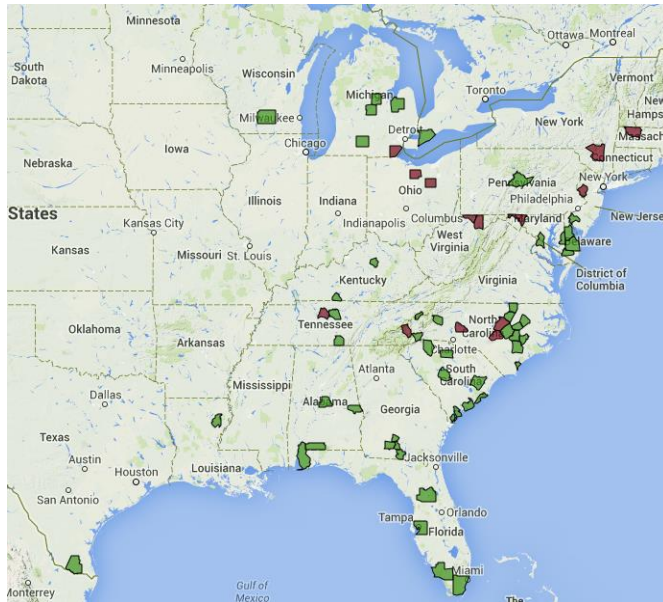 Minnesota
Ottawa
Montreal
South
Dakota
Minneapolis
Wisconsin
Michigan
Toronto
Vermont
New
Hamps
Milwaukee
Detroit
New York
Massach
Iowa
Chicago
Connecticut
Nebraska
Ohio
Pennsylvania
New York
Illinois
Indiana
Philadelphia
States
Indianapolis
Columbus
Maryland
New Jerse
Kansas City
West
Virginia
Delaware
Kansas
Missouri
St. Louis
Kentucky
Virginia
District of
Columbia
Oklahoma
Tennessee
North
Carolina
Arkansas
Charlotte
Mississippi
Atlanta
South
Carolina
Dallas
Alabama
Georgia
Texas
Austin
Houston
Louisiana
Jacksonville
San Antonio
Orlando
Tampa
Florida
Miami
Monterrey
Gulf of
Mexico
The